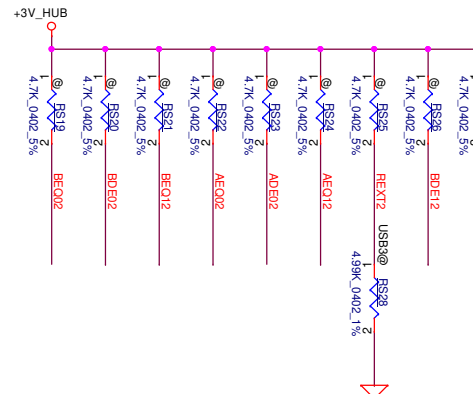 +3V_HUB
1
@
RS19
4.7K_0402_5%
2
BEQ02
1
@
RS20
4.7K_0402_5%
2
BDE02
1
@
RS21
4.7K_0402_5%
2
BEQ12
1
@
RS22
4.7K_0402_5%
2
AEQ02
1
@
RS23
4.7K_0402_5%
2
ADE02
1
@
RS24
4.7K_0402_5%
2
AEQ12
1
@
RS25
4.7K_0402_5%
2
REXT2
1
@
RS26
4.7K_0402_5%
2
BDE12
4.7K_0402_5%
1
USB3@
RS28
4.99K_0402_1%
2